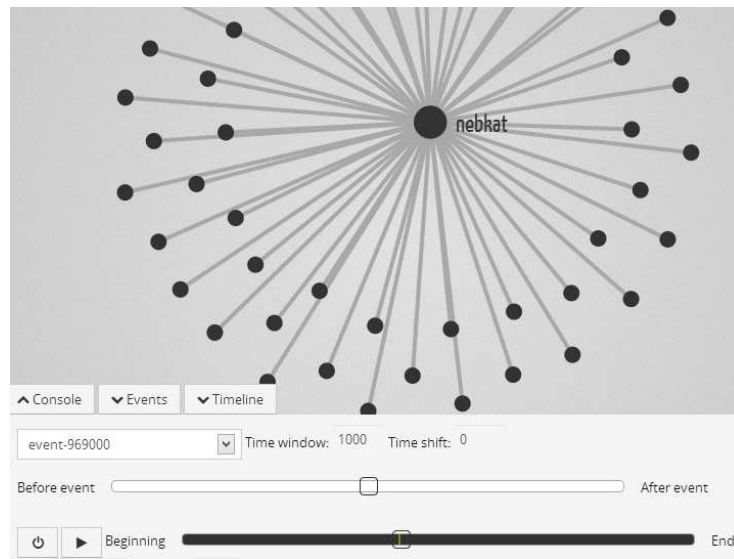 nebkat
Console Events Timeline
event-969000 Time window: 1000 Time shift: 0
Before event After event
Beginning End